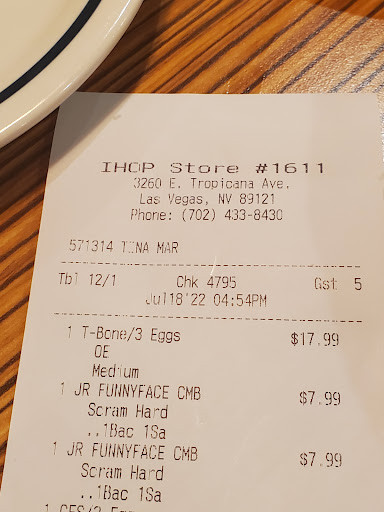 IHOP Store #1611
3260 E. Tropicana Ave.
Las Vegas, NV 89121
Phone: (702) 433-8430
571314 TINA MAR
Tbl 12/1 Chk 4795 Gst 5
Jul18'22 04:54PM
1 T-Bone/3 Eggs $17.99
OE
Medium
1 JR FUNNYFACE CMB $7.99
Scram Hard
..1Bac 1Sa
1 JR FUNNYFACE CMB $7.99
Scram Hard
..1Bac 1Sa